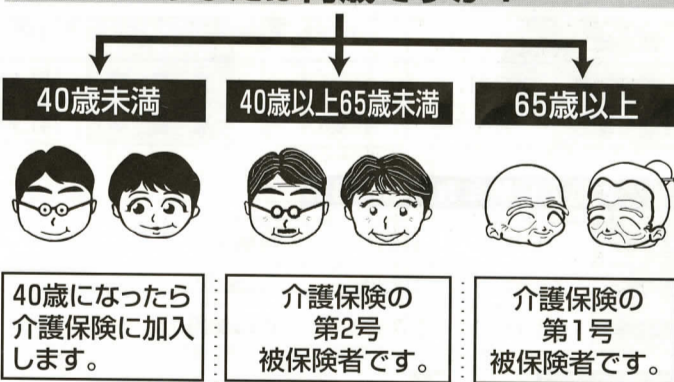 40歳未満
40歳以上65歳未満
65歳以上
40歳になったら
介護保険に加入
します。
介護保険の
第2号
被保険者です。
介護保険の
第1号
被保険者です。